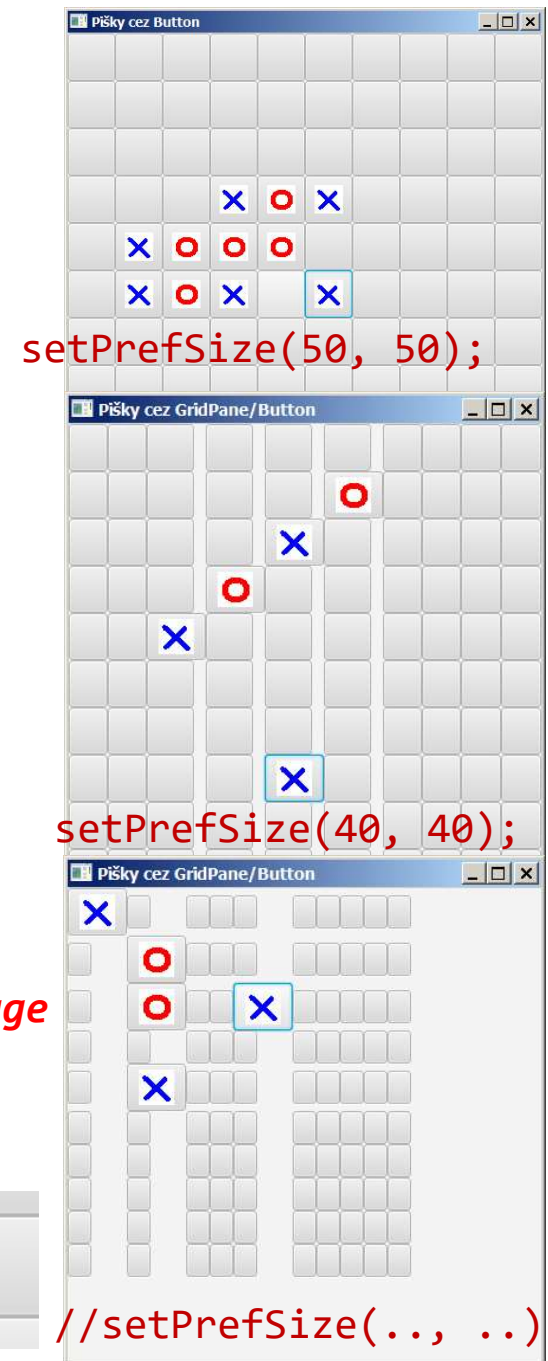 Pišky cez Button
setPrefSize(50, 50);
Pišky cez GridPane/Button
setPrefSize(40, 40);
Pišky cez GridPane/Button
//setPrefSize(.., ..)